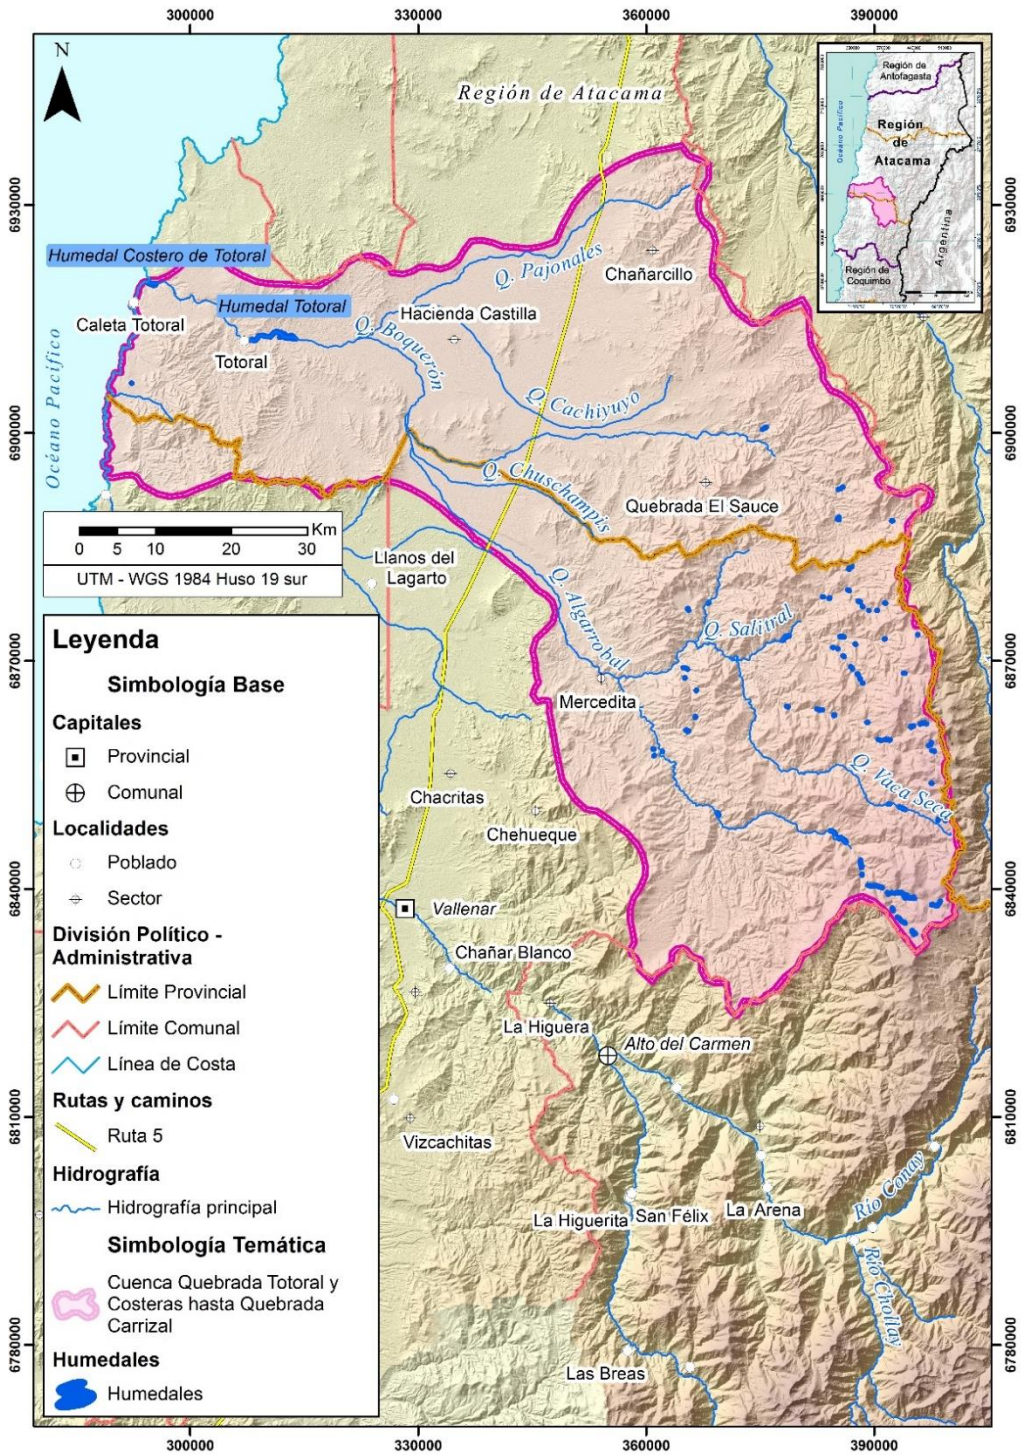 300000
330000
360000
390000
N
Región de Atacama
Región de
Antofagasta
Región
de
Atacama
Océano Pacífico
Argentina
Región de
Coquimbo
6930000
6930000
Humedal Costero de Totoral
Q. Pajonales
Chañarcillo
Humedal Totoral
Hacienda Castilla
Caleta Totoral
Q. Boquerón
Totoral
Océano Pacífico
Q. Cachiyuyo
6900000
6900000
Q. Chuschampis
Quebrada El Sauce
Km
0 5 10 20 30
UTM - WGS 1984 Huso 19 sur
Llanos del
Lagarto
Q. Algarrobal
Q. Salitral
6870000
6870000
Mercedita
Q. Vaca Seca
Chacritas
Chehueque
6840000
6840000
Vallenar
Chañar Blanco
La Higuera
Alto del Carmen
6810000
6810000
Vizcachitas
Río Conay
La Higuerita
San Félix
La Arena
Río Chollay
6780000
6780000
Las Breas
Leyenda
Simbología Base
Capitales
Provincial
Comunal
Localidades
Poblado
Sector
División Político -
Administrativa
Límite Provincial
Límite Comunal
Línea de Costa
Rutas y caminos
Ruta 5
Hidrografía
Hidrografía principal
Simbología Temática
Cuenca Quebrada Totoral y
Costeras hasta Quebrada
Carrizal
Humedales
Humedales
300000
330000
360000
390000